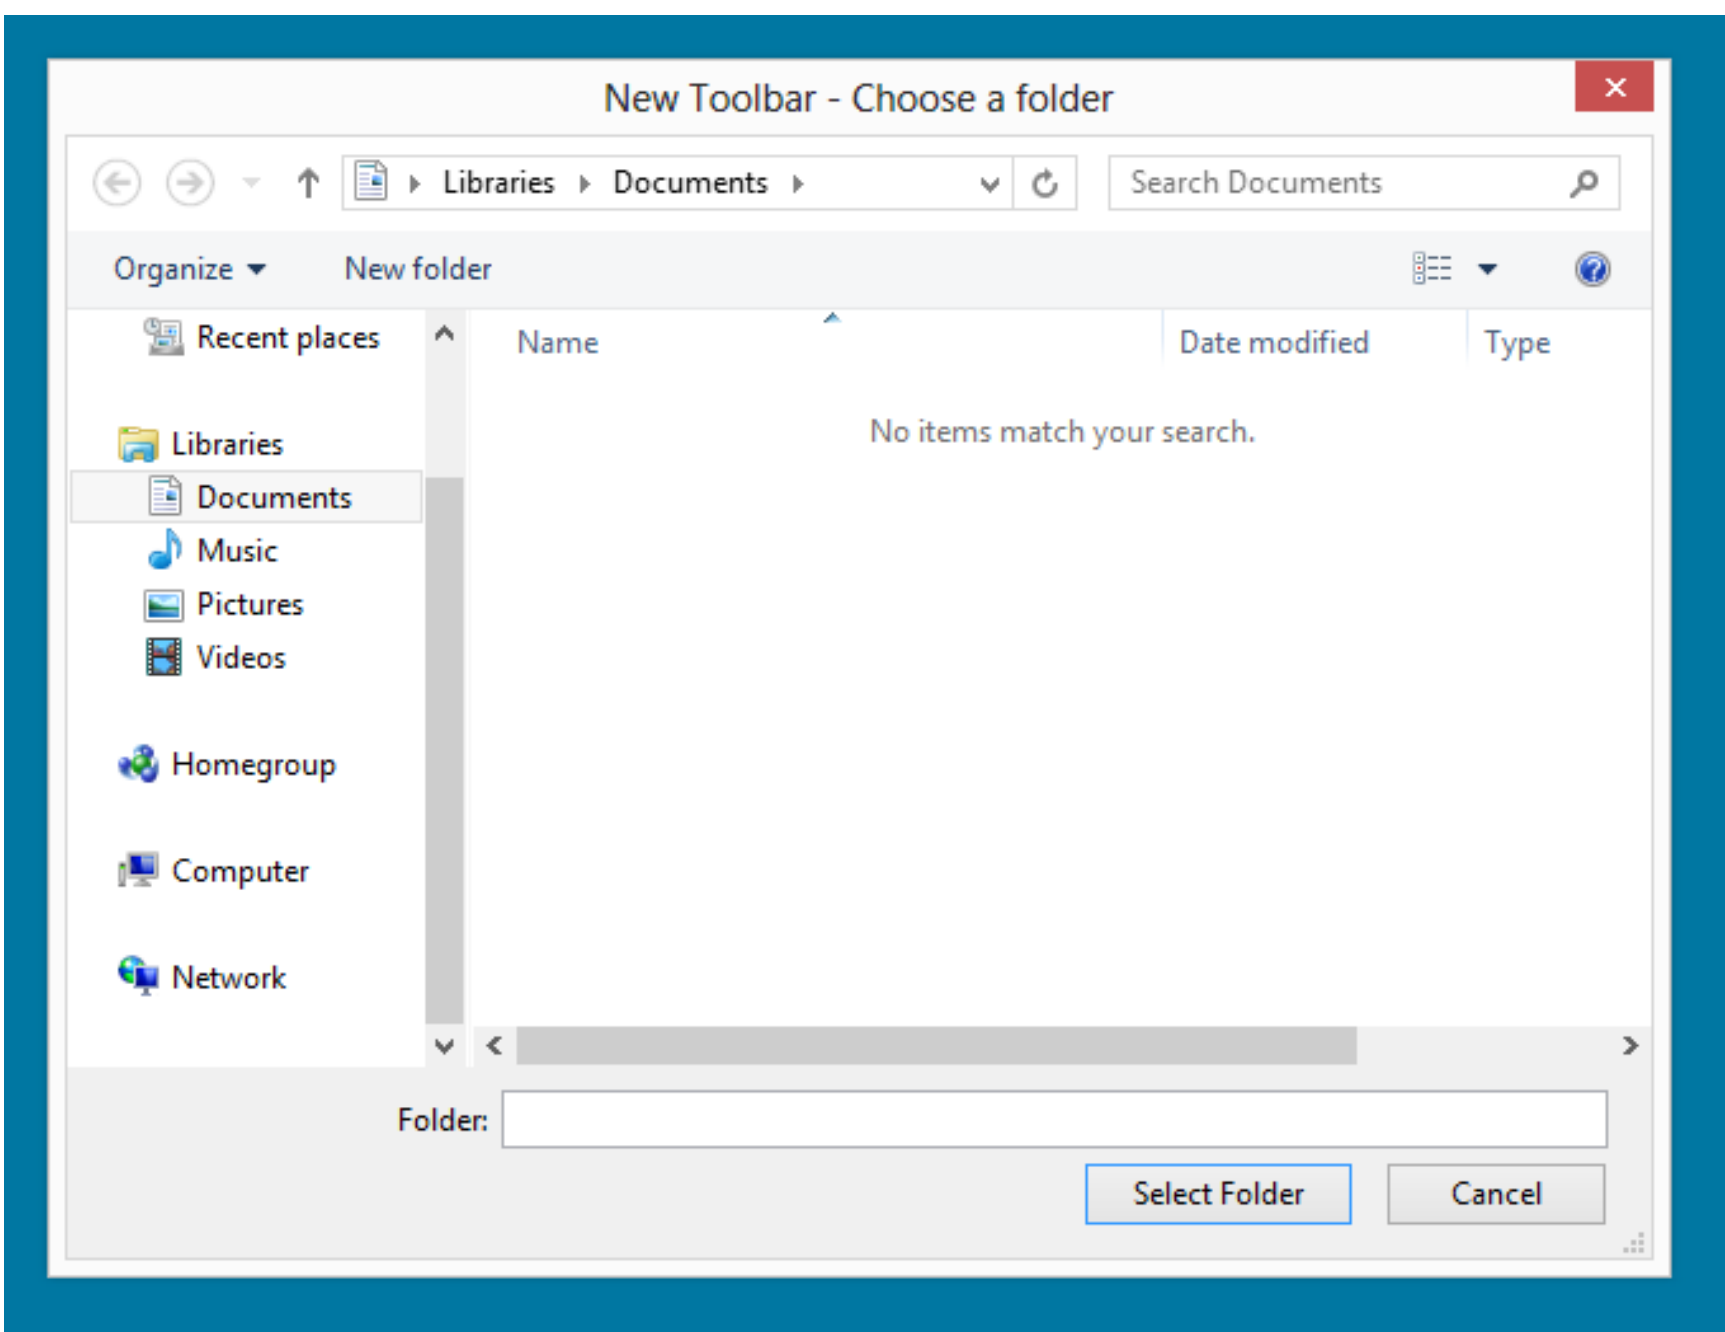 New Toolbar - Choose a folder
Libraries Documents
Search Documents
Organize New folder
Recent places
Name Date modified Type
No items match your search.
Libraries
Documents
Music
Pictures
Videos
Homegroup
Computer
Network
Folder:
Select Folder Cancel